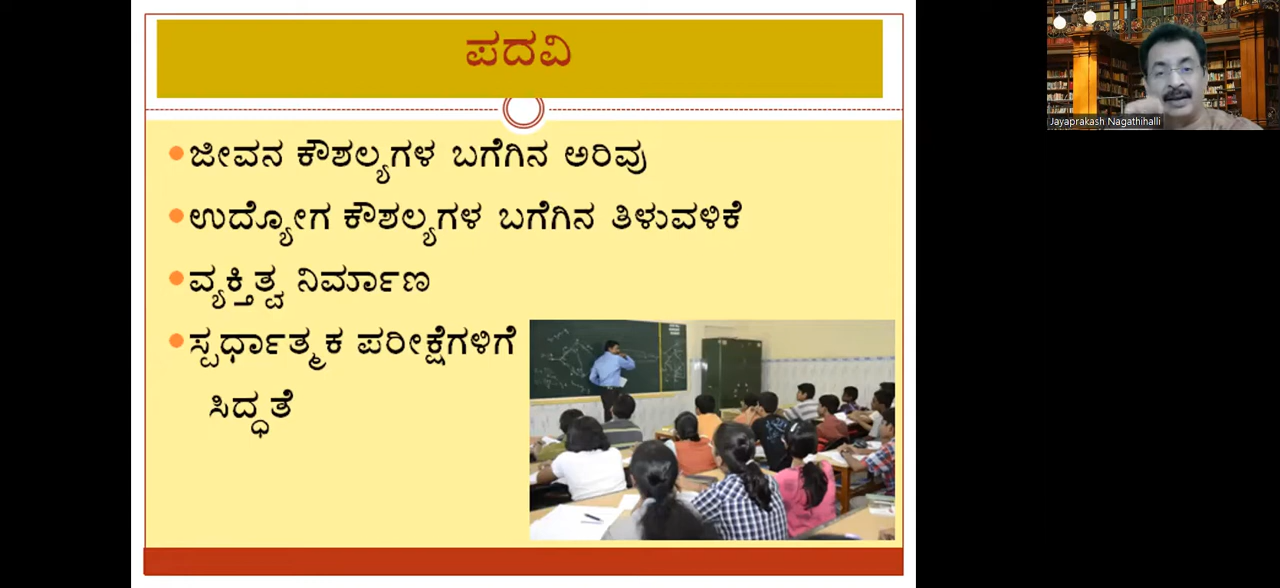 ಪದವಿ
ಜೀವನ ಕೌಶಲ್ಯಗಳ ಬಗೆಗಿನ ಅರಿವು
ಉದ್ಯೋಗ ಕೌಶಲ್ಯಗಳ ಬಗೆಗಿನ ತಿಳುವಳಿಕೆ
ವ್ಯಕ್ತಿತ್ವ ನಿರ್ಮಾಣ
ಸ್ಪರ್ಧಾತ್ಮಕ ಪರೀಕ್ಷೆಗಳಿಗೆ
ಸಿದ್ಧತೆ
Jayaprakash Nagathihalli